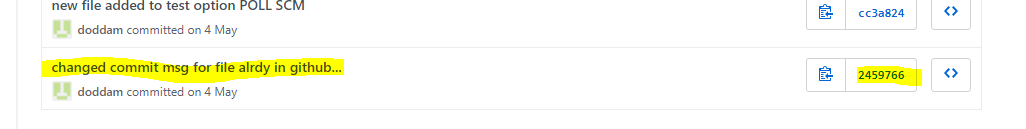 new file added to test option POLL SCM
doddam committed on 4 May
cc3a824
<>
changed commit msg for file alrdy in github...
doddam committed on 4 May
2459766
<>